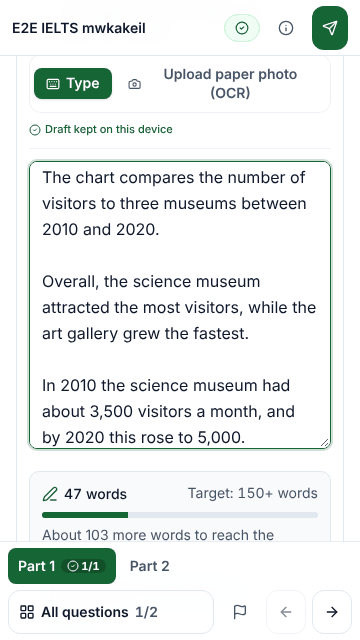 E2E IELTS mwkakeil
Type
Upload paper photo
(OCR)
Draft kept on this device
The chart compares the number of
visitors to three museums between
2010 and 2020.
Overall, the science museum
attracted the most visitors, while the
art gallery grew the fastest.
In 2010 the science museum had
about 3,500 visitors a month, and
by 2020 this rose to 5,000.
47 words
Target: 150+ words
About 103 more words to reach the
Part 1
1/1
Part 2
All questions 1/2